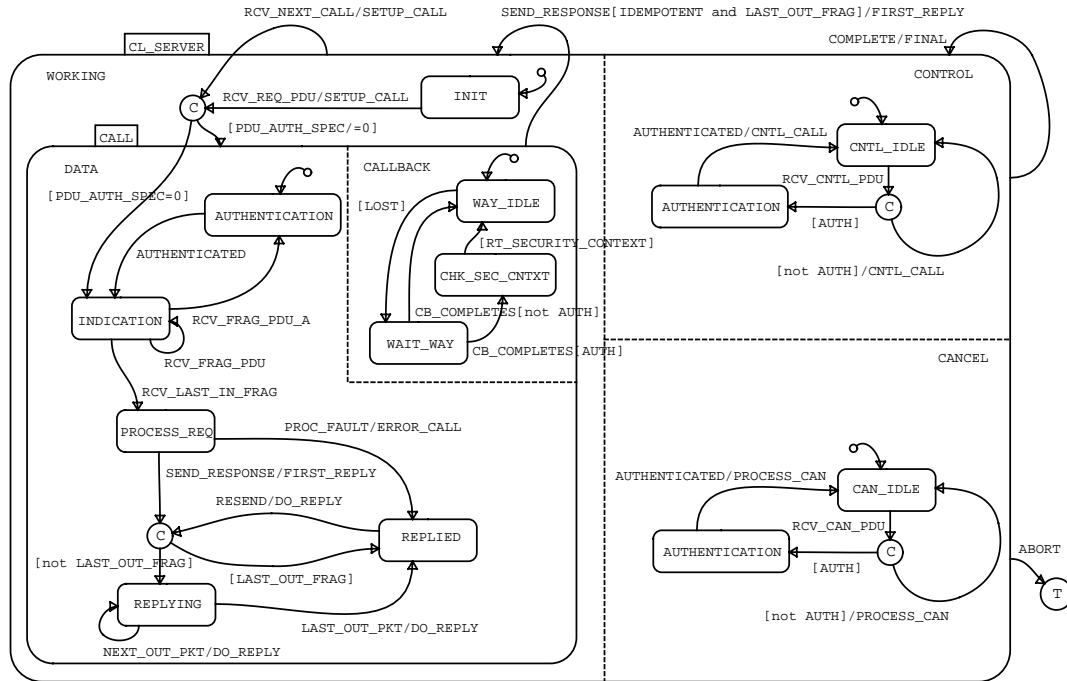 RCV_NEXT_CALL/SETUP_CALL
SEND_RESPONSE[IDEMPOTENT and LAST_OUT_FRAG]/FIRST_REPLY
COMPLETE/FINAL
CL_SERVER
WORKING
CONTROL
RCV_REQ_PDU/SETUP_CALL
INIT
C
[PDU_AUTH_SPEC/=0]
CALL
DATA
CALLBACK
[PDU_AUTH_SPEC=0]
AUTHENTICATION
AUTHENTICATED
[LOST]
WAY_IDLE
[RT_SECURITY_CONTEXT]
CHK_SEC_CNTXT
CB_COMPLETES[not AUTH]
WAIT_WAY
CB_COMPLETES[AUTH]
AUTHENTICATED/CNTL_CALL
CNTL_IDLE
RCV_CNTL_PDU
AUTHENTICATION
C
[AUTH]
[not AUTH]/CNTL_CALL
INDICATION
RCV_FRAG_PDU_A
RCV_FRAG_PDU
RCV_LAST_IN_FRAG
CANCEL
PROCESS_REQ
PROC_FAULT/ERROR_CALL
SEND_RESPONSE/FIRST_REPLY
RESEND/DO_REPLY
C
REPLIED
[not LAST_OUT_FRAG]
[LAST_OUT_FRAG]
REPLYING
LAST_OUT_PKT/DO_REPLY
NEXT_OUT_PKT/DO_REPLY
AUTHENTICATED/PROCESS_CAN
CAN_IDLE
RCV_CAN_PDU
AUTHENTICATION
C
[AUTH]
[not AUTH]/PROCESS_CAN
ABORT
T